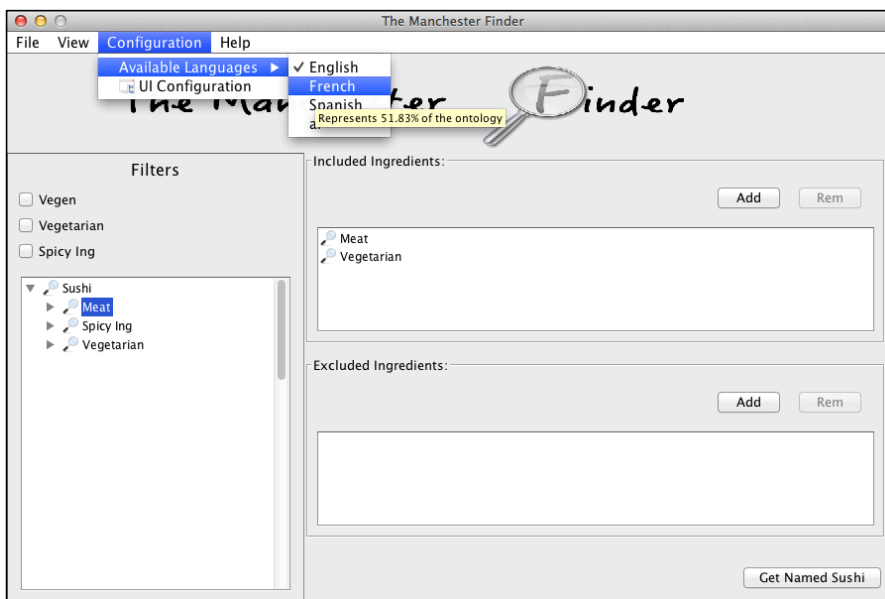 The Manchester Finder
File View Configuration Help
Available Languages
UI Configuration
English
French
Spanish
Represents 51.83% of the ontology
Finder
Filters
Vegen
Vegetarian
Spicy Ing
Sushi
Meat
Spicy Ing
Vegetarian
Included Ingredients:
Add Rem
Meat
Vegetarian
Excluded Ingredients:
Add Rem
Get Named Sushi